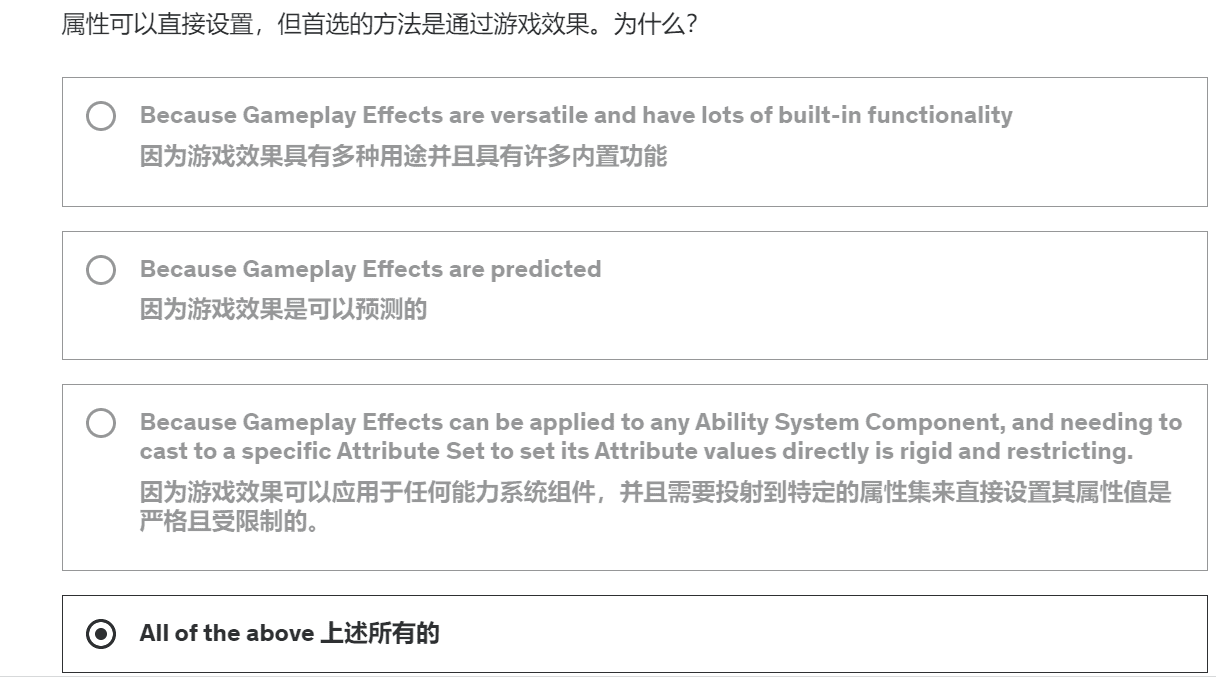 属性可以直接设置，但首选的方法是通过游戏效果。为什么？
Because Gameplay Effects are versatile and have lots of built-in functionality
因为游戏效果具有多种用途并且具有许多内置功能
Because Gameplay Effects are predicted
因为游戏效果是可以预测的
Because Gameplay Effects can be applied to any Ability System Component, and needing to
cast to a specific Attribute Set to set its Attribute values directly is rigid and restricting.
因为游戏效果可以应用于任何能力系统组件，并且需要投射到特定的属性集来直接设置其属性值是
严格且受限制的。
All of the above 上述所有的